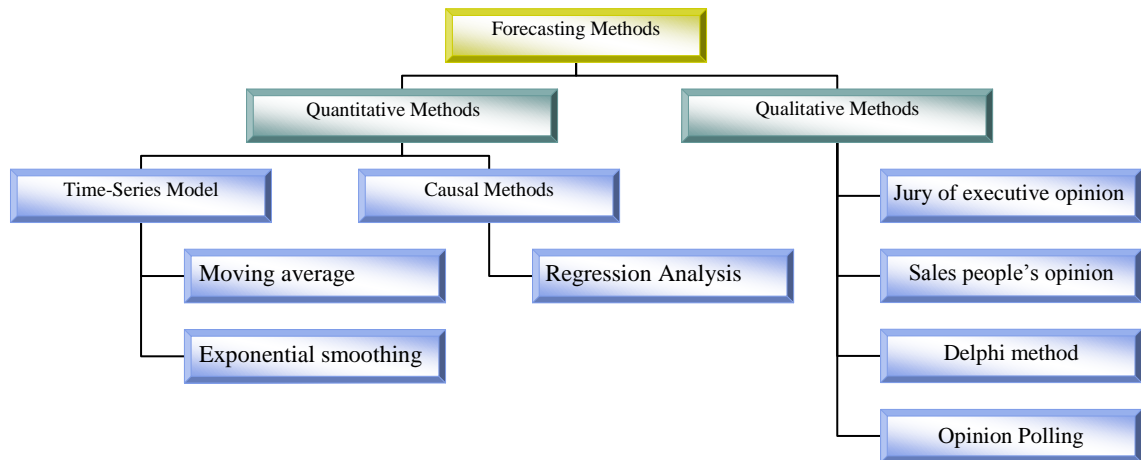 Forecasting Methods
Quantitative Methods
Qualitative Methods
Time-Series Model
Causal Methods
Jury of executive opinion
Moving average
Regression Analysis
Sales people’s opinion
Exponential smoothing
Delphi method
Opinion Polling